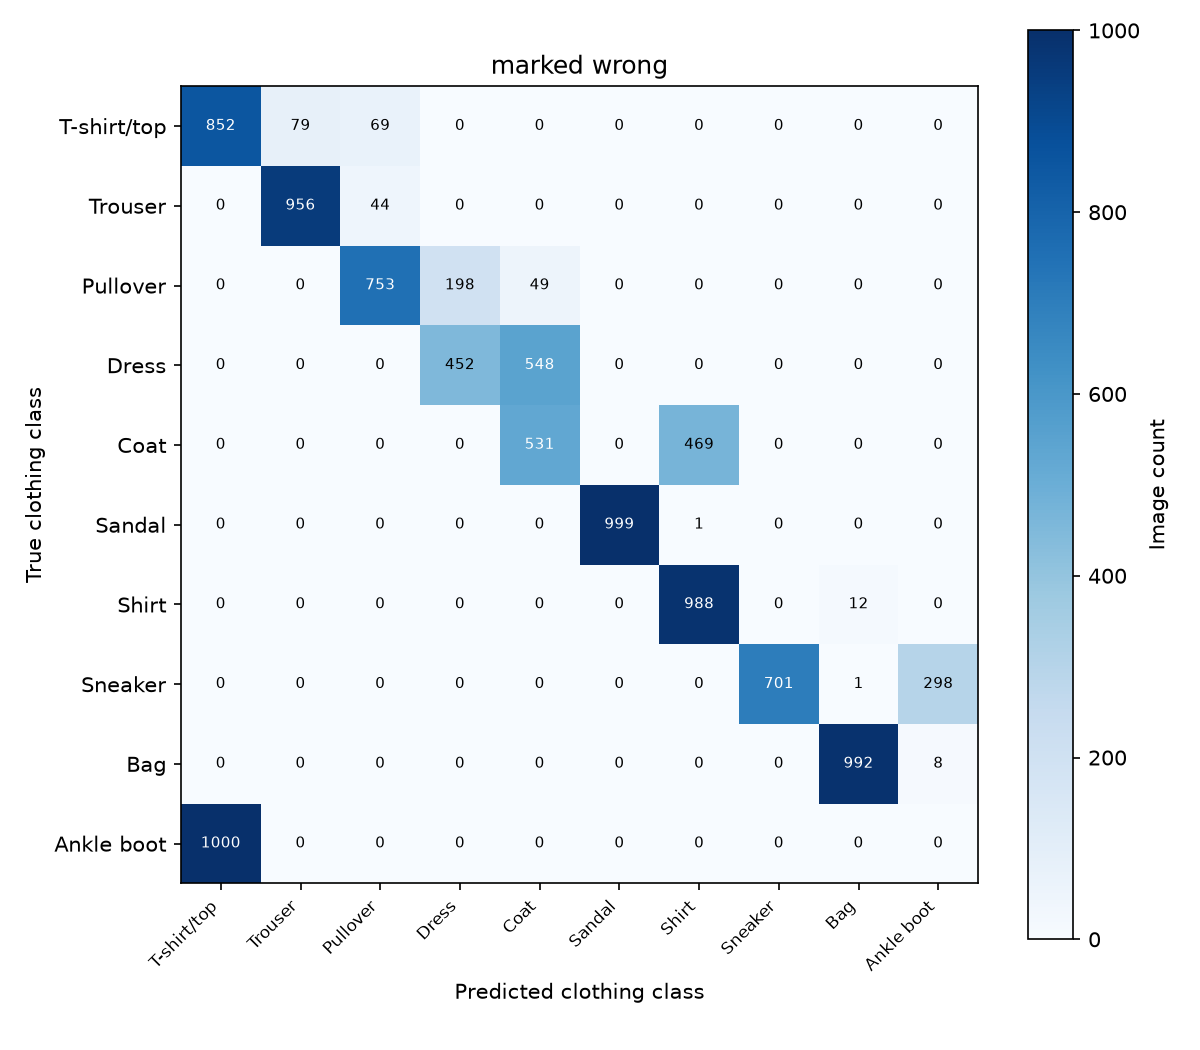 marked wrong
True clothing class
T-shirt/top 852 79 69 0 0 0 0 0 0 0
Trouser 0 956 44 0 0 0 0 0 0 0
Pullover 0 0 753 198 49 0 0 0 0 0
Dress 0 0 0 452 548 0 0 0 0 0
Coat 0 0 0 0 531 0 469 0 0 0
Sandal 0 0 0 0 0 999 1 0 0 0
Shirt 0 0 0 0 0 0 988 0 12 0
Sneaker 0 0 0 0 0 0 0 701 1 298
Bag 0 0 0 0 0 0 0 0 992 8
Ankle boot 1000 0 0 0 0 0 0 0 0 0
T-shirt/top Trouser Pullover Dress Coat Sandal Shirt Sneaker Bag Ankle boot
Predicted clothing class
1000
800
600
400
200
0
Image count